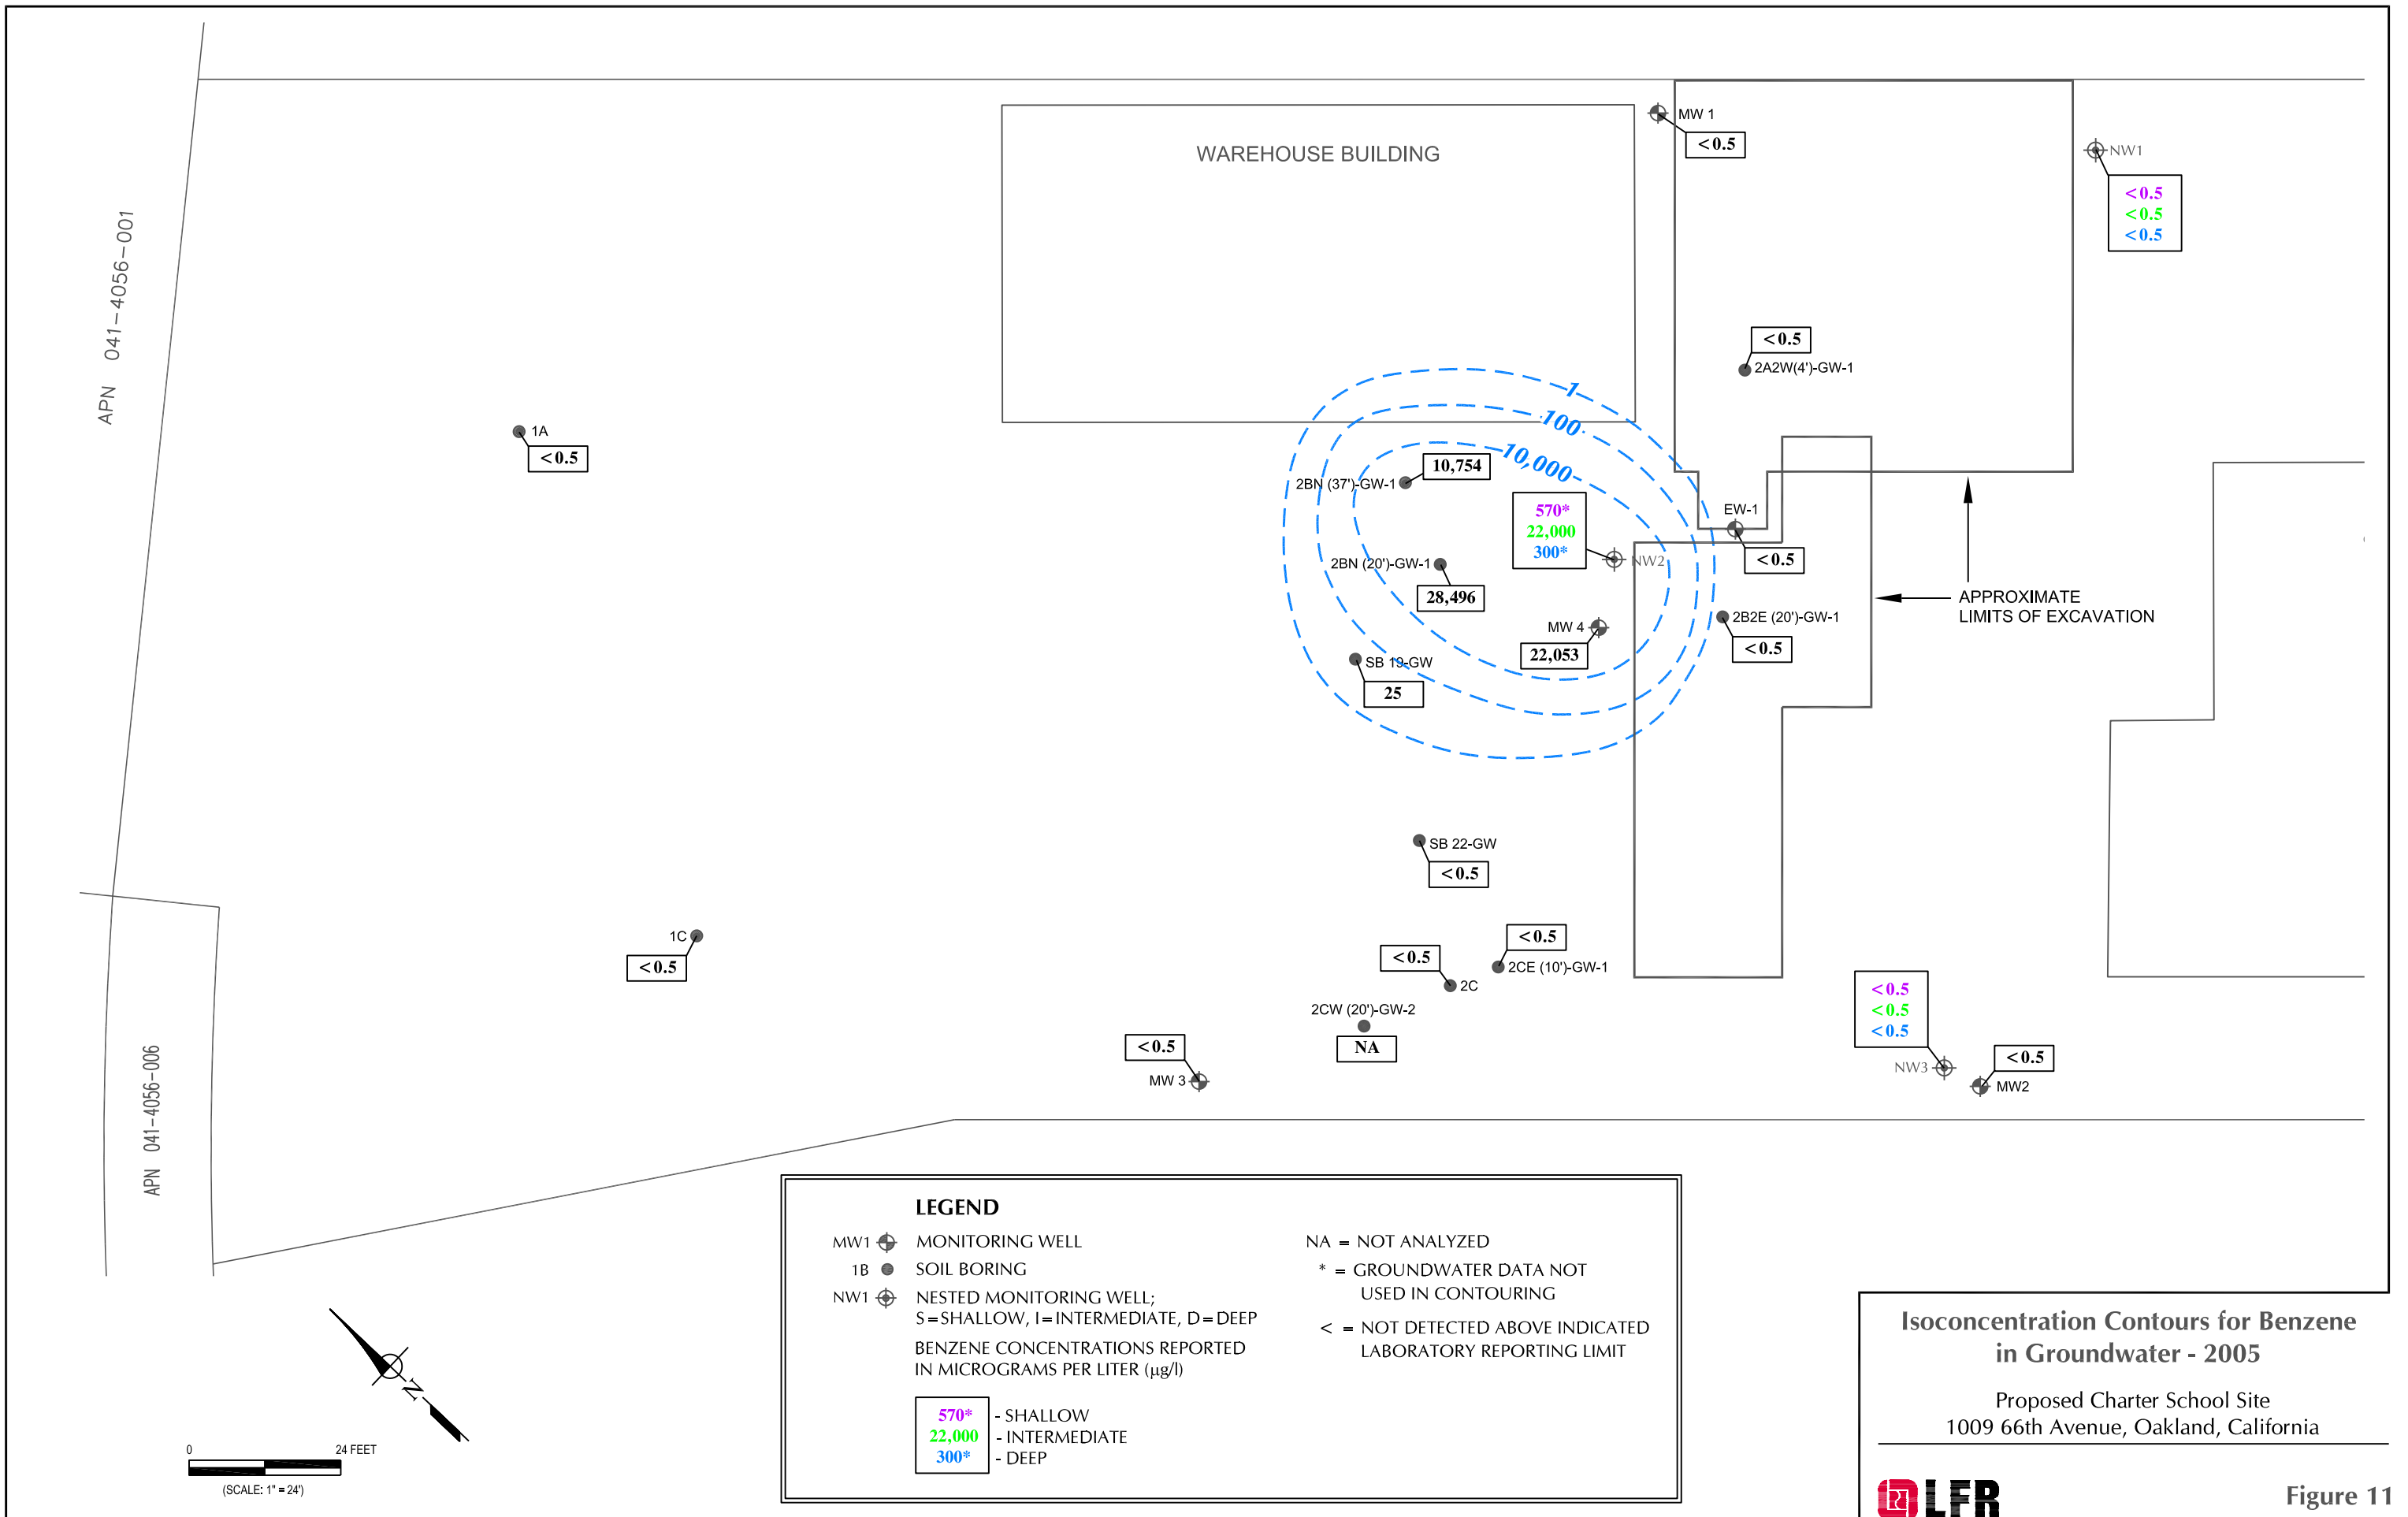 APN 041-4056-001
WAREHOUSE BUILDING
MW 1
<0.5
NW1
<0.5
<0.5
<0.5
<0.5
2A2W(4')-GW-1
1A
<0.5
1
100
10,000
10,754
2BN (37')-GW-1
570*
22,000
300*
NW2
EW-1
<0.5
2BN (20')-GW-1
28,496
MW 4
22,053
2B2E (20')-GW-1
<0.5
APPROXIMATE
LIMITS OF EXCAVATION
SB 19-GW
25
SB 22-GW
<0.5
1C
<0.5
<0.5
2CE (10')-GW-1
<0.5
2C
2CW (20')-GW-2
NA
<0.5
MW 3
<0.5
<0.5
<0.5
NW3
<0.5
MW2
APN 041-4056-006
LEGEND
MW1 MONITORING WELL
1B SOIL BORING
NW1 NESTED MONITORING WELL;
S=SHALLOW, I=INTERMEDIATE, D=DEEP
BENZENE CONCENTRATIONS REPORTED
IN MICROGRAMS PER LITER (µg/l)
570* - SHALLOW
22,000 - INTERMEDIATE
300* - DEEP
NA = NOT ANALYZED
* = GROUNDWATER DATA NOT
USED IN CONTOURING
< = NOT DETECTED ABOVE INDICATED
LABORATORY REPORTING LIMIT
N
0 24 FEET
(SCALE: 1" = 24')
Isoconcentration Contours for Benzene
in Groundwater - 2005
Proposed Charter School Site
1009 66th Avenue, Oakland, California
LFR
Figure 11